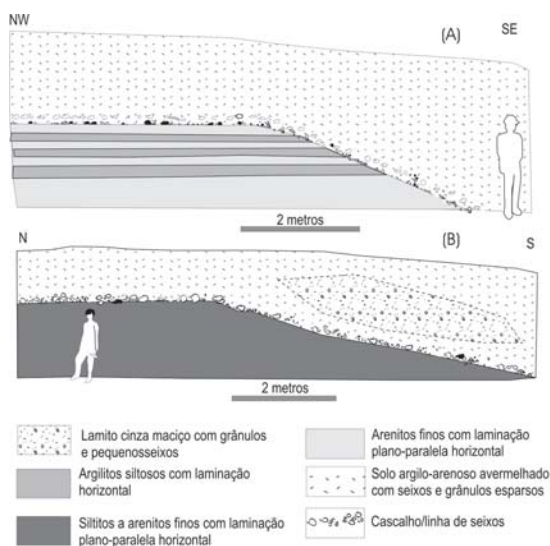 NW
(A)
SE
2 metros
N
(B)
S
2 metros
Lamito cinza maciço com grânulos
e pequenosseixos
Argilitos siltosos com laminação
horizontal
Siltitos a arenitos finos com laminação
plano-paralela horizontal
Arenitos finos com laminação
plano-paralela horizontal
Solo argilo-arenoso avermelhado
com seixos e grânulos esparsos
Cascalho/linha de seixos